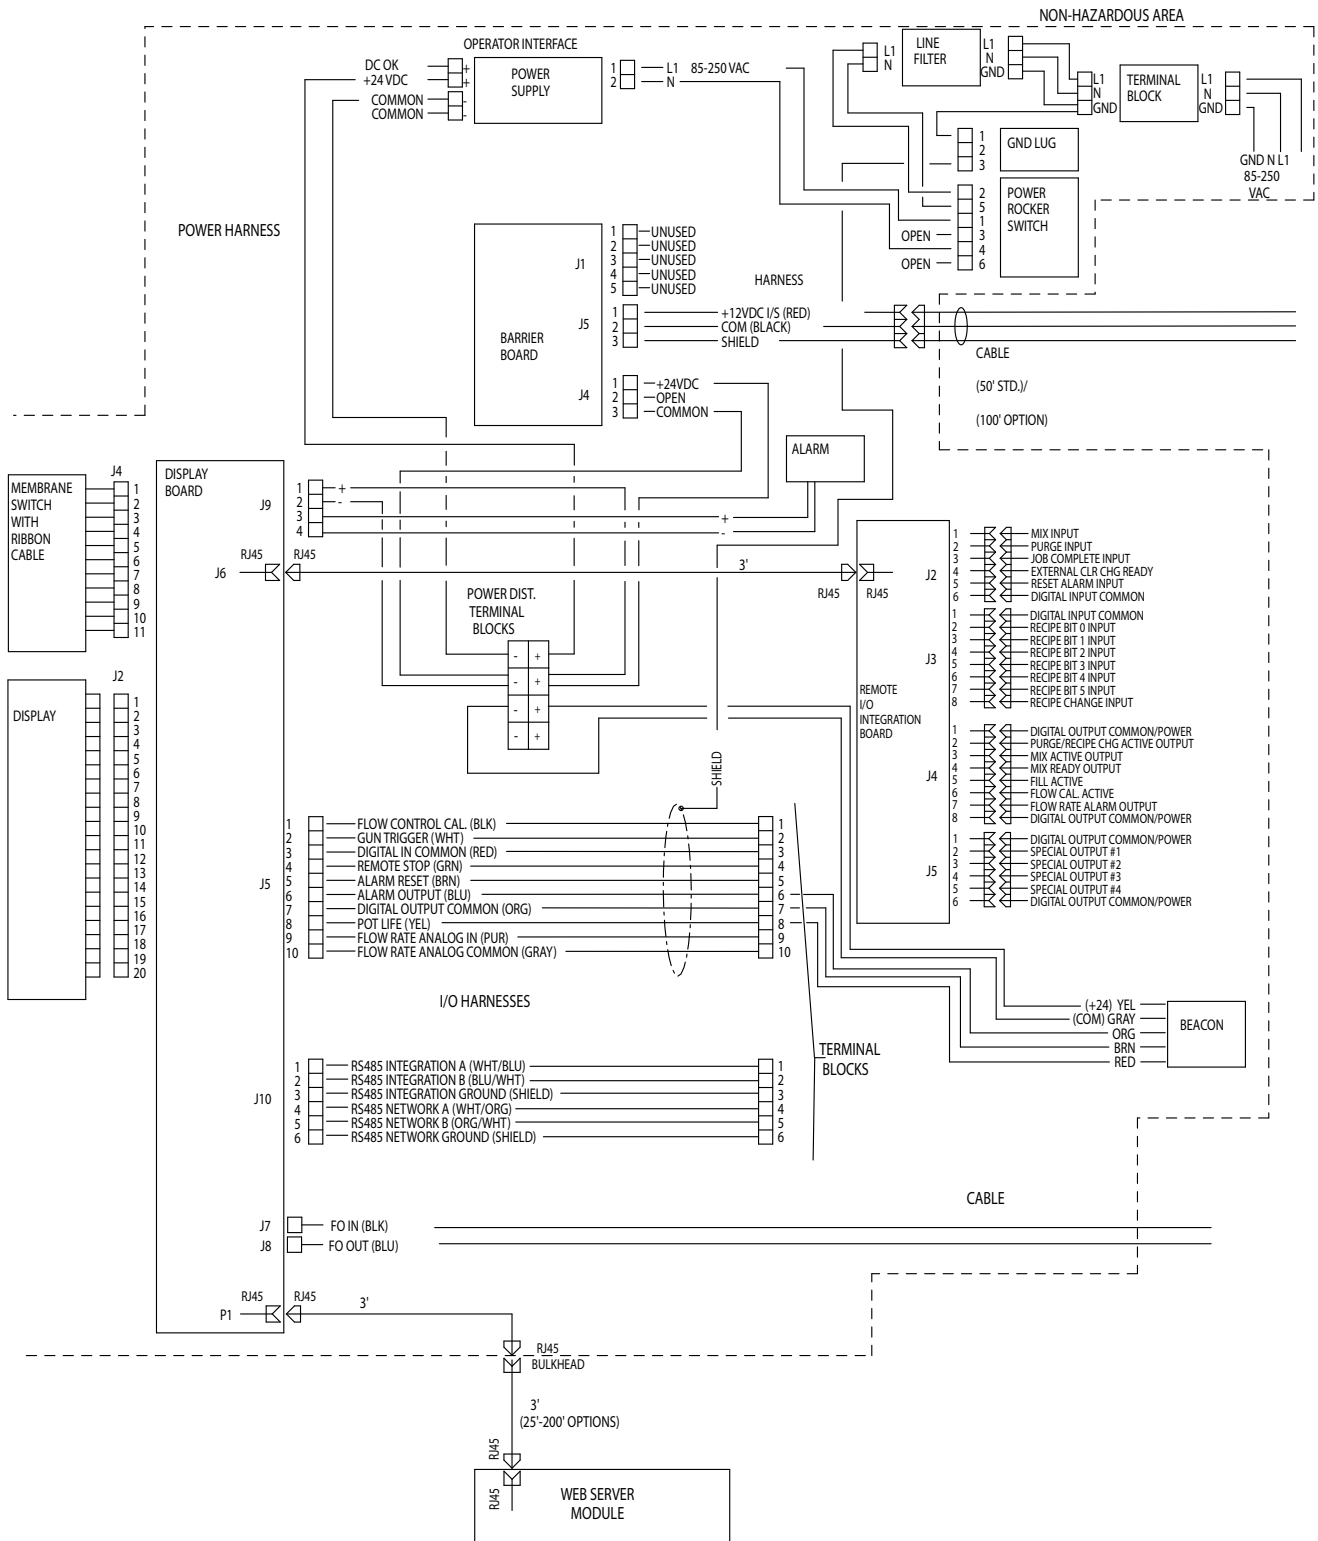 NON-HAZARDOUS AREA
OPERATOR INTERFACE
DC OK
+24 VDC
COMMON
COMMON
+
+
-
-
POWER
SUPPLY
1
2
L1 85-250 VAC
N
L1
N
LINE
FILTER
L1
N
GND
L1
N
GND
TERMINAL
BLOCK
L1
N
GND
GND N L1
85-250
VAC
1
2
3
GND LUG
2
5
1
3
4
6
OPEN
OPEN
POWER
ROCKER
SWITCH
POWER HARNESS
BARRIER
BOARD
J1
1 UNUSED
2 UNUSED
3 UNUSED
4 UNUSED
5 UNUSED
HARNESS
J5
1 +12VDC I/S (RED)
2 COM (BLACK)
3 SHIELD
J4
1 +24VDC
2 OPEN
3 COMMON
CABLE
(50' STD.)/
(100' OPTION)
ALARM
MEMBRANE
SWITCH
WITH
RIBBON
CABLE
J4
1
2
3
4
5
6
7
8
9
10
11
DISPLAY
BOARD
J9
1 +
2 -
3 +
4 -
J6
RJ45 RJ45
3'
RJ45 RJ45
POWER DIST.
TERMINAL
BLOCKS
- +
- +
- +
- +
SHIELD
DISPLAY
J2
1
2
3
4
5
6
7
8
9
10
11
12
13
14
15
16
17
18
19
20
REMOTE
I/O
INTEGRATION
BOARD
J2
1 MIX INPUT
2 PURGE INPUT
3 JOB COMPLETE INPUT
4 EXTERNAL CLR CHG READY
5 RESET ALARM INPUT
6 DIGITAL INPUT COMMON
J3
1 DIGITAL INPUT COMMON
2 RECIPE BIT 0 INPUT
3 RECIPE BIT 1 INPUT
4 RECIPE BIT 2 INPUT
5 RECIPE BIT 3 INPUT
6 RECIPE BIT 4 INPUT
7 RECIPE BIT 5 INPUT
8 RECIPE CHANGE INPUT
J4
1 DIGITAL OUTPUT COMMON/POWER
2 PURGE/RECIPE CHG ACTIVE OUTPUT
3 MIX ACTIVE OUTPUT
4 MIX READY OUTPUT
5 FILL ACTIVE
6 FLOW CAL. ACTIVE
7 FLOW RATE ALARM OUTPUT
8 DIGITAL OUTPUT COMMON/POWER
J5
1 DIGITAL OUTPUT COMMON/POWER
2 SPECIAL OUTPUT #1
3 SPECIAL OUTPUT #2
4 SPECIAL OUTPUT #3
5 SPECIAL OUTPUT #4
6 DIGITAL OUTPUT COMMON/POWER
J5
1 FLOW CONTROL CAL. (BLK) 1
2 GUN TRIGGER (WHT) 2
3 DIGITAL IN COMMON (RED) 3
4 REMOTE STOP (GRN) 4
5 ALARM RESET (BRN) 5
6 ALARM OUTPUT (BLU) 6
7 DIGITAL OUTPUT COMMON (ORG) 7
8 POT LIFE (YEL) 8
9 FLOW RATE ANALOG IN (PUR) 9
10 FLOW RATE ANALOG COMMON (GRAY) 10
I/O HARNESSES
TERMINAL
BLOCKS
(+24) YEL
(COM) GRAY
ORG
BRN
RED
BEACON
J10
1 RS485 INTEGRATION A (WHT/BLU) 1
2 RS485 INTEGRATION B (BLU/WHT) 2
3 RS485 INTEGRATION GROUND (SHIELD) 3
4 RS485 NETWORK A (WHT/ORG) 4
5 RS485 NETWORK B (ORG/WHT) 5
6 RS485 NETWORK GROUND (SHIELD) 6
CABLE
J7 FO IN (BLK)
J8 FO OUT (BLU)
P1
RJ45 RJ45
3'
RJ45
BULKHEAD
3'
(25'-200' OPTIONS)
RJ45
RJ45
WEB SERVER
MODULE